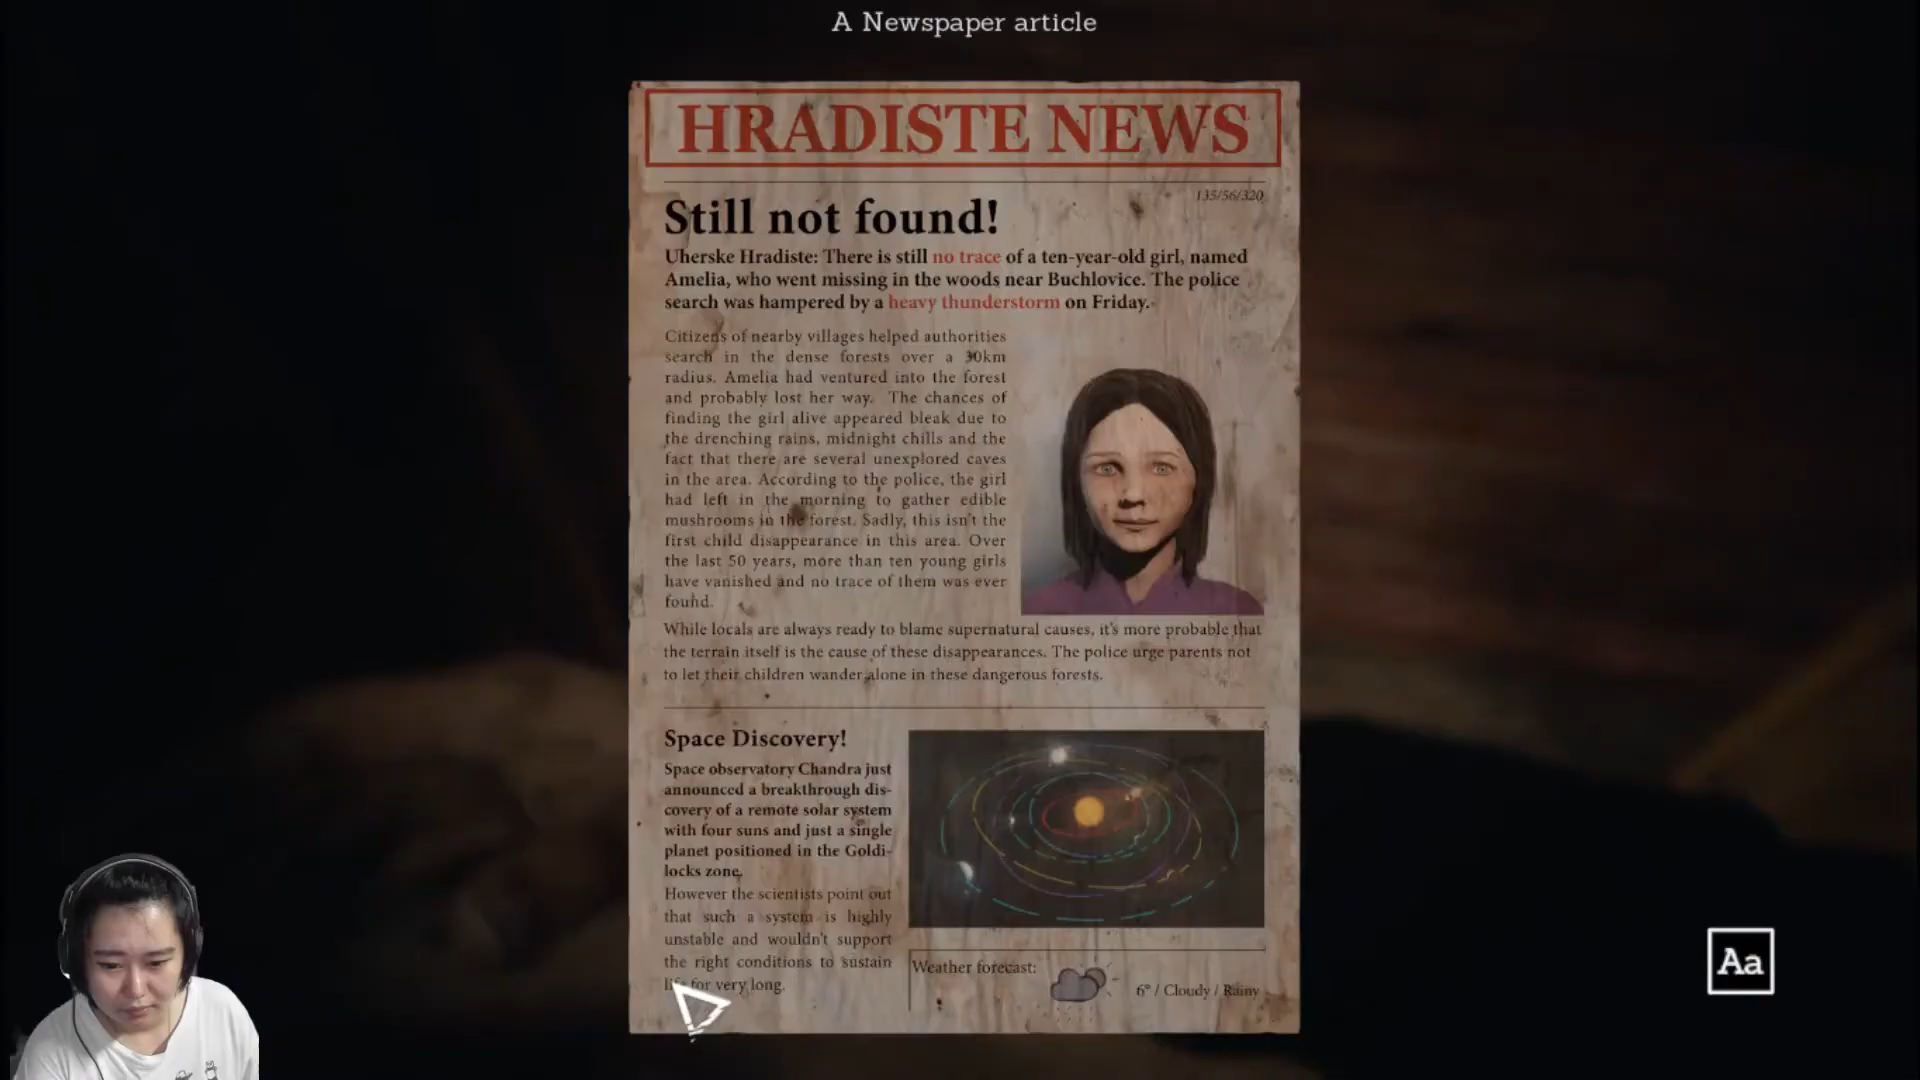 A Newspaper article
HRADISTE NEWS
135/56/320
Still not found!
Uherske Hradiste: There is still no trace of a ten-year-old girl, named
Amelia, who went missing in the woods near Buchlovice. The police
search was hampered by a heavy thunderstorm on Friday.
Citizens of nearby villages helped authorities
search in the dense forests over a 30km
radius. Amelia had ventured into the forest
and probably lost her way. The chances of
finding the girl alive appeared bleak due to
the drenching rains, midnight chills and the
fact that there are several unexplored caves
in the area. According to the police, the girl
had left in the morning to gather edible
mushrooms in the forest. Sadly, this isn't the
first child disappearance in this area. Over
the last 50 years, more than ten young girls
have vanished and no trace of them was ever
found.
While locals are always ready to blame supernatural causes, it's more probable that
the terrain itself is the cause of these disappearances. The police urge parents not
to let their children wander alone in these dangerous forests.
Space Discovery!
Space observatory Chandra just
announced a breakthrough dis-
covery of a remote solar system
with four suns and just a single
planet positioned in the Goldi-
locks zone.
However the scientists point out
that such a system is highly
unstable and wouldn't support
the right conditions to sustain
life for very long.
Weather forecast:
6° / Cloudy / Rainy
Aa